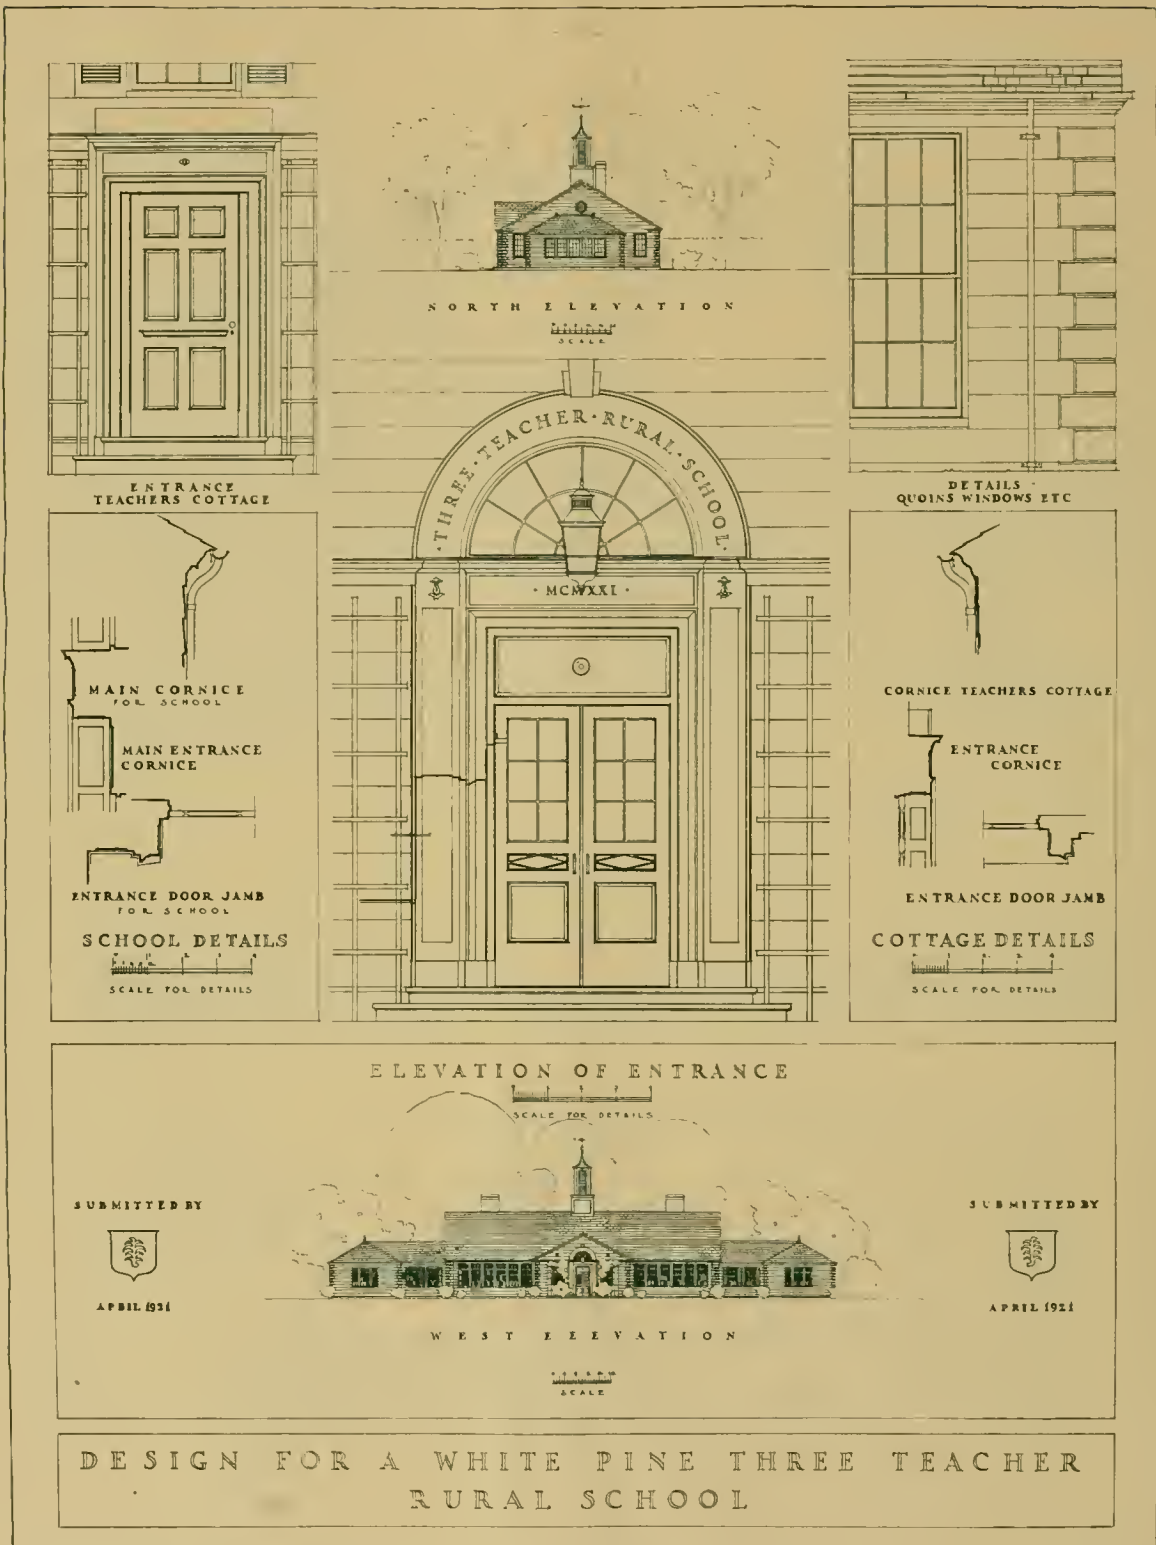 NORTH ELEVATION
SCALE
ENTRANCE
TEACHERS COTTAGE
DETAILS
QUOINS WINDOWS ETC
·THREE·TEACHER·RURAL·SCHOOL·
·MCMXXI·
MAIN CORNICE
FOR SCHOOL
MAIN ENTRANCE
CORNICE
ENTRANCE DOOR JAMB
FOR SCHOOL
SCHOOL DETAILS
SCALE FOR DETAILS
CORNICE TEACHERS COTTAGE
ENTRANCE
CORNICE
ENTRANCE DOOR JAMB
COTTAGE DETAILS
SCALE FOR DETAILS
ELEVATION OF ENTRANCE
SCALE FOR DETAILS
SUBMITTED BY
APRIL 1921
SUBMITTED BY
APRIL 1921
WEST ELEVATION
SCALE
DESIGN FOR A WHITE PINE THREE TEACHER
RURAL SCHOOL